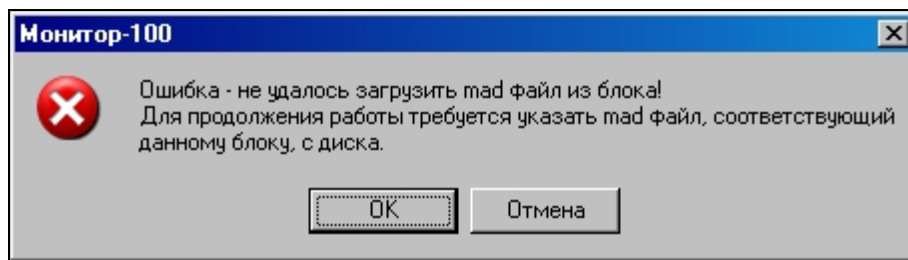 Монитор-100
Ошибка - не удалось загрузить mad файл из блока!
Для продолжения работы требуется указать mad файл, соответствующий
данному блоку, с диска.
OK
Отмена